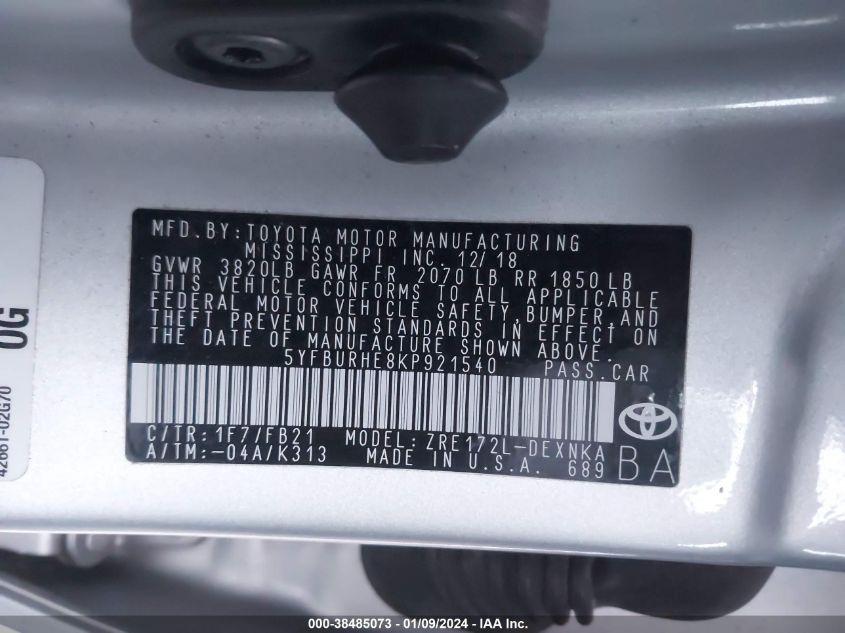 MFD.BY:TOYOTA MOTOR MANUFACTURING
MISSISSIPPI INC. 12/18
GVWR 3820LB GAWR FR 2070 LB RR 1850 LB
THIS VEHICLE CONFORMS TO ALL APPLICABLE
FEDERAL MOTOR VEHICLE SAFETY, BUMPER, AND
THEFT PREVENTION STANDARDS IN EFFECT ON
THE DATE OF MANUFACTURE SHOWN ABOVE.
5YFBURHE8KP921540 PASS.CAR
C/TR:1F7/FB21 MODEL:ZRE172L-DEXNKA
A/TM:-04A/K313 MADE IN U.S.A. 689 BA
0G
42661-02G70
000-38485073 - 01/09/2024 - IAA Inc.